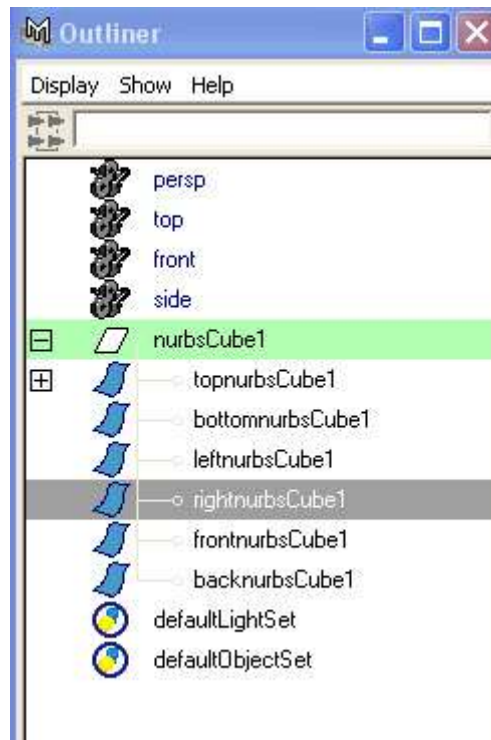 Outliner
Display Show Help
persp
top
front
side
nurbsCube1
topnurbsCube1
bottomnurbsCube1
leftnurbsCube1
rightnurbsCube1
frontnurbsCube1
backnurbsCube1
defaultLightSet
defaultObjectSet